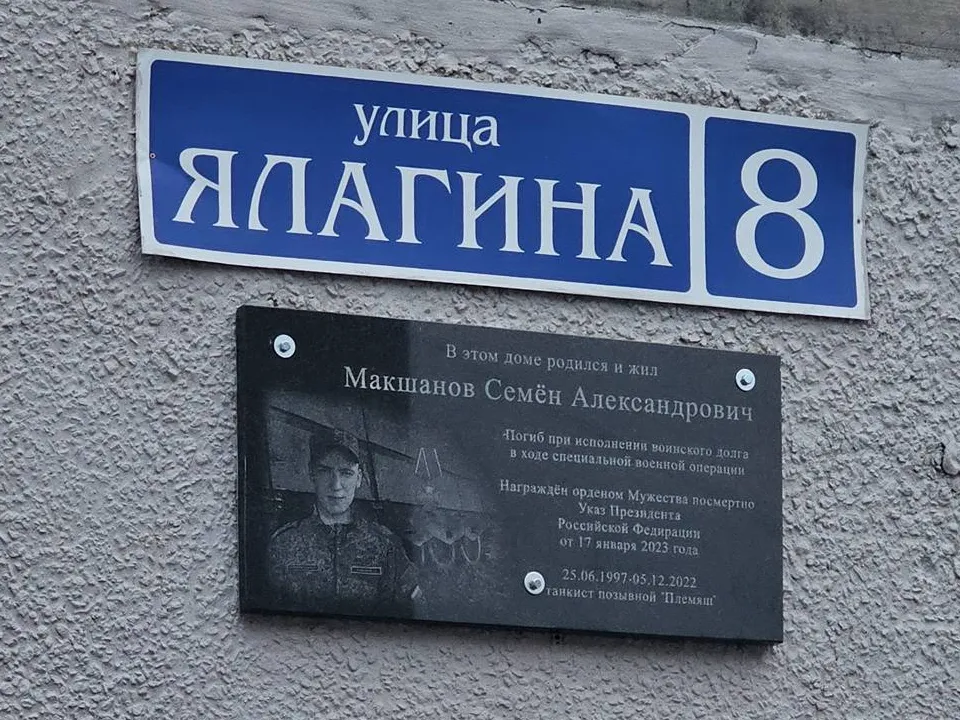 улица
ЯЛАГИНА
8
В этом доме родился и жил
Макшанов Семён Александрович
Погиб при исполнении воинского долга
в ходе специальной военной операции
Награждён орденом Мужества посмертно
Указ Президента
Российской Федерации
от 17 января 2023 года
25.06.1997-05.12.2022
танкист позывной "Племяш"